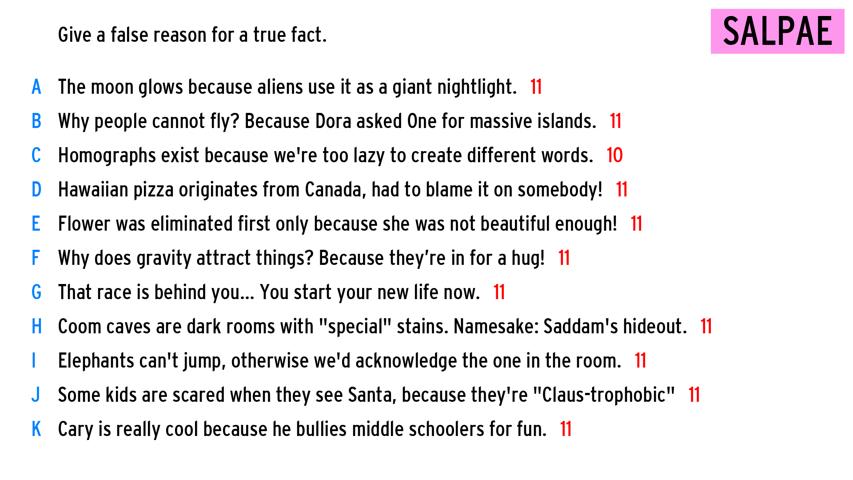 Give a false reason for a true fact.
SALPAE
A The moon glows because aliens use it as a giant nightlight. 11
B Why people cannot fly? Because Dora asked One for massive islands. 11
C Homographs exist because we're too lazy to create different words. 10
D Hawaiian pizza originates from Canada, had to blame it on somebody! 11
E Flower was eliminated first only because she was not beautiful enough! 11
F Why does gravity attract things? Because they’re in for a hug! 11
G That race is behind you... You start your new life now. 11
H Coom caves are dark rooms with "special" stains. Namesake: Saddam's hideout. 11
I Elephants can't jump, otherwise we'd acknowledge the one in the room. 11
J Some kids are scared when they see Santa, because they're "Claus-trophobic" 11
K Cary is really cool because he bullies middle schoolers for fun. 11